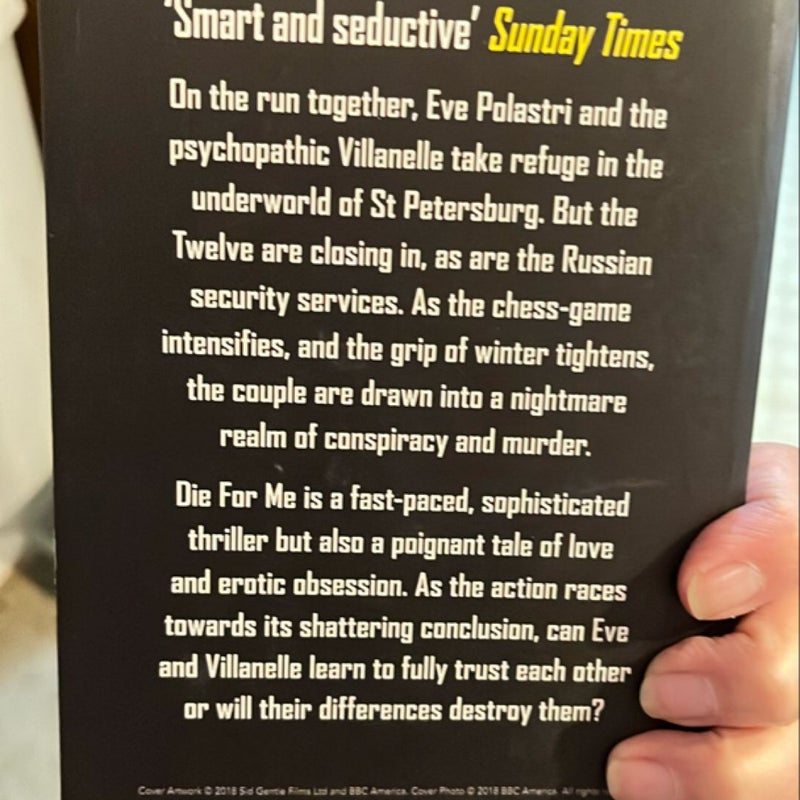 'Smart and seductive' Sunday Times
On the run together, Eve Polastri and the
psychopathic Villanelle take refuge in the
underworld of St Petersburg. But the
Twelve are closing in, as are the Russian
security services. As the chess-game
intensifies, and the grip of winter tightens,
the couple are drawn into a nightmare
realm of conspiracy and murder.
Die For Me is a fast-paced, sophisticated
thriller but also a poignant tale of love
and erotic obsession. As the action races
towards its shattering conclusion, can Eve
and Villanelle learn to fully trust each other
or will their differences destroy them?
Cover Artwork © 2018 Sid Gentle Films Ltd and BBC America. Cover Photo © 2018 BBC America. All rights